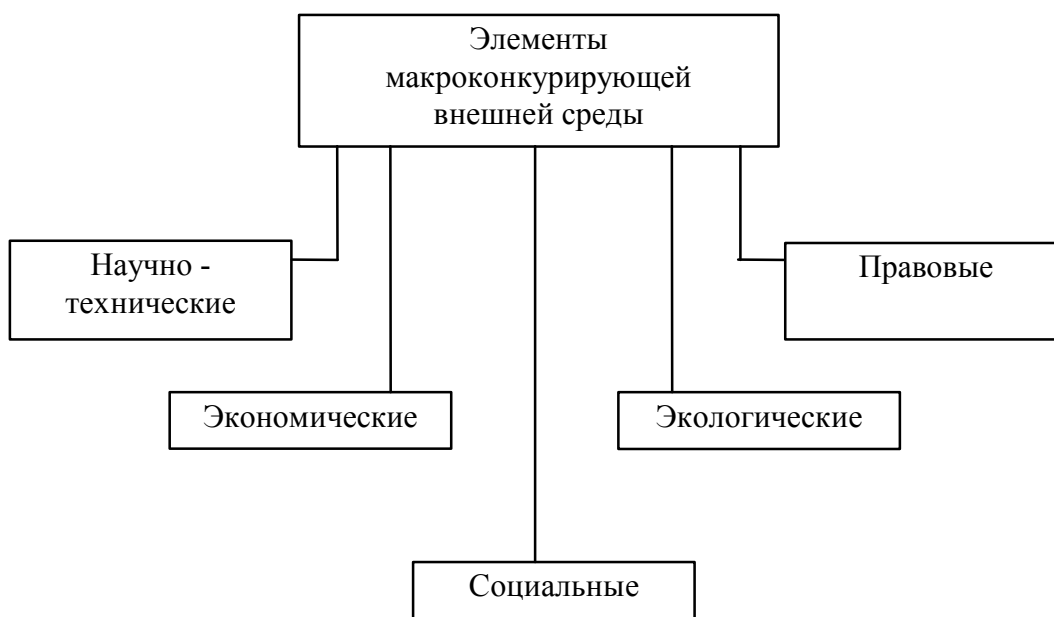 Элементы
макроконкурирующей
внешней среды
Научно -
технические
Правовые
Экономические
Экологические
Социальные